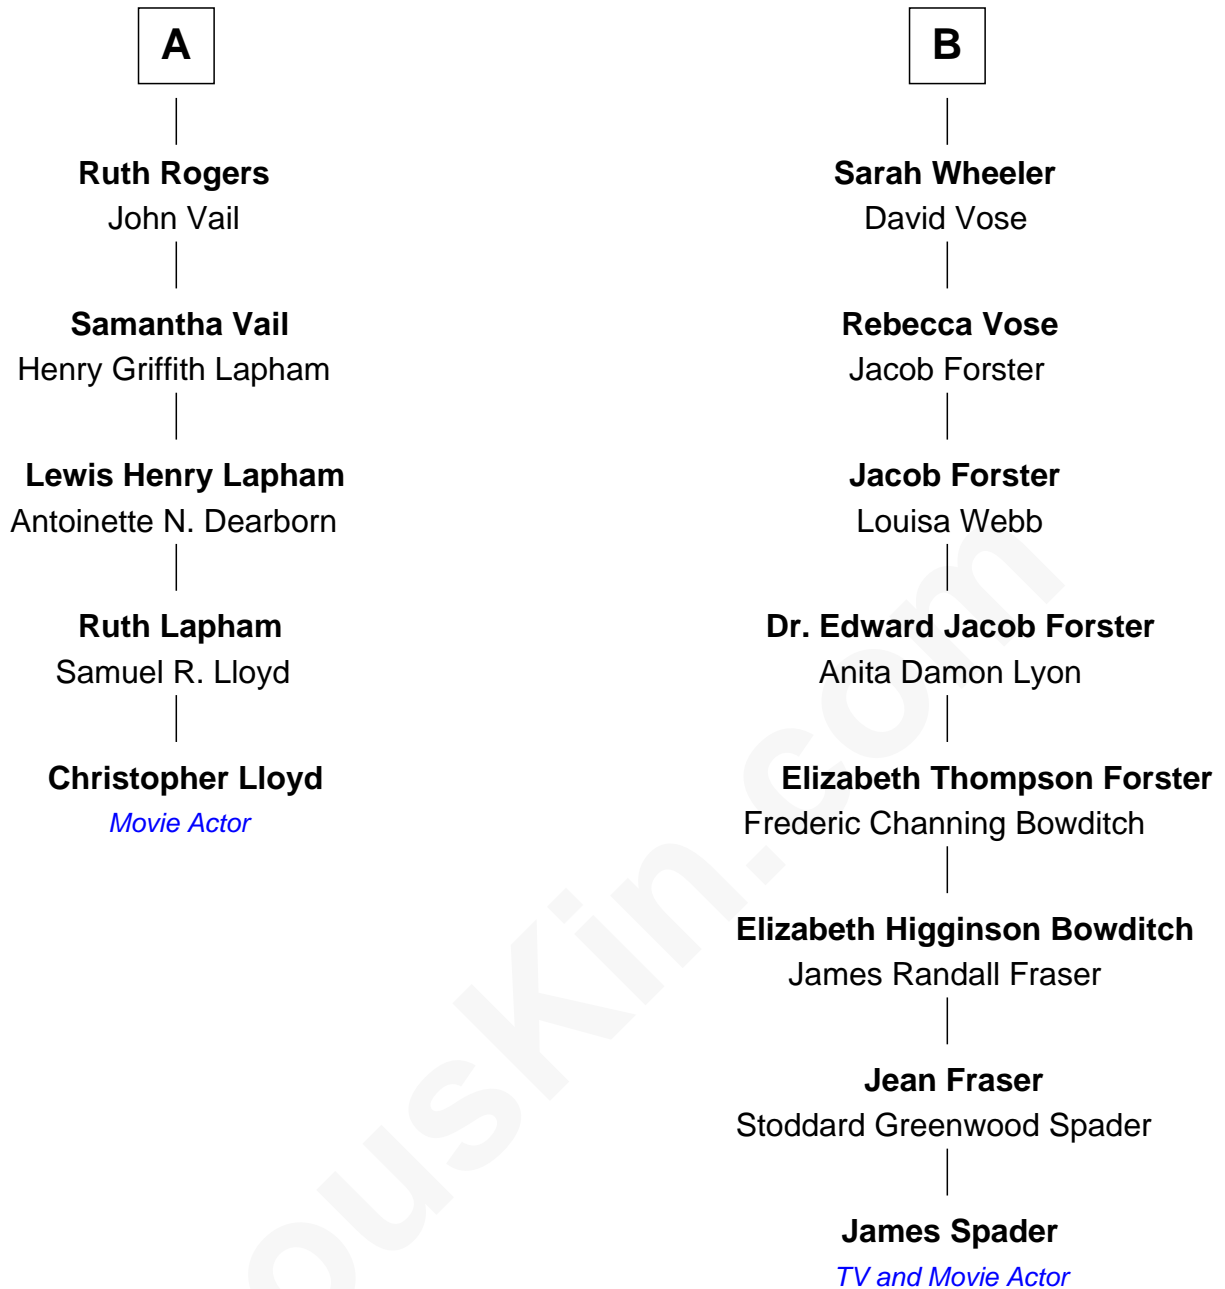 A
Ruth Rogers
John Vail
Samantha Vail
Henry Griffith Lapham
Lewis Henry Lapham
Antoinette N. Dearborn
Ruth Lapham
Samuel R. Lloyd
Christopher Lloyd
Movie Actor
B
Sarah Wheeler
David Vose
Rebecca Vose
Jacob Forster
Jacob Forster
Louisa Webb
Dr. Edward Jacob Forster
Anita Damon Lyon
Elizabeth Thompson Forster
Frederic Channing Bowditch
Elizabeth Higginson Bowditch
James Randall Fraser
Jean Fraser
Stoddard Greenwood Spader
James Spader
TV and Movie Actor
ousKin.com